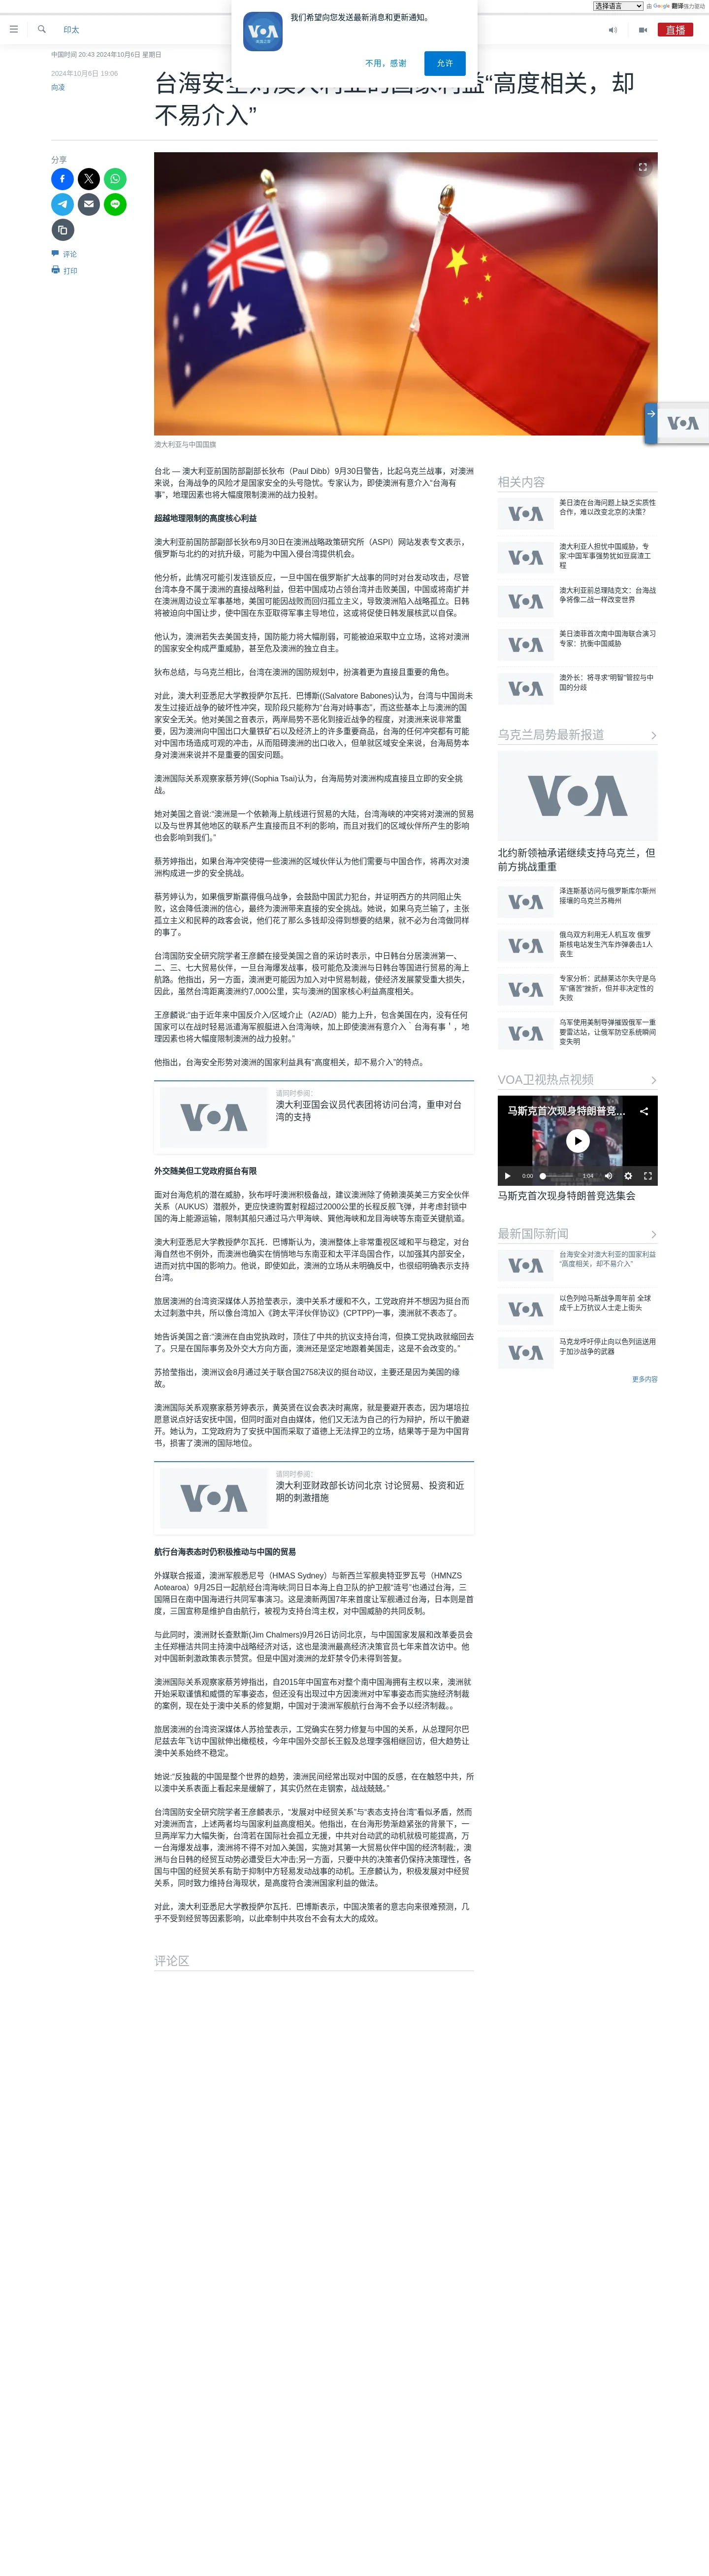 选择语言
由 Google 翻译强力驱动
印太
直播
VOA
我们希望向您发送最新消息和更新通知。
不用，感谢
允许
中国时间 20:43 2024年10月6日 星期日
2024年10月6日 19:06
向凌
台海安全对澳大利亚的国家利益“高度相关，却
不易介入”
分享
评论
打印
澳大利亚与中国国旗
台北 — 澳大利亚前国防部副部长狄布（Paul Dibb）9月30日警告，比起乌克兰战事，对澳洲
来说，台海战争的风险才是国家安全的头号隐忧。专家认为，即使澳洲有意介入“台海有
事”，地理因素也将大幅度限制澳洲的战力投射。
超越地理限制的高度核心利益
澳大利亚前国防部副部长狄布9月30日在澳洲战略政策研究所（ASPI）网站发表专文表示，
俄罗斯与北约的对抗升级，可能为中国入侵台湾提供机会。
他分析，此情况可能引发连锁反应，一旦中国在俄罗斯扩大战事的同时对台发动攻击，尽管
台湾本身不属于澳洲的直接战略利益，但若中国成功占领台湾并击败美国，中国或将南扩并
在澳洲周边设立军事基地，美国可能因战败而回归孤立主义，导致澳洲陷入战略孤立。日韩
将被迫向中国让步，使中国在东亚取得军事主导地位，这或将促使日韩发展核武以自保。
他认为，澳洲若失去美国支持，国防能力将大幅削弱，可能被迫采取中立立场，这将对澳洲
的国家安全构成严重威胁，甚至危及澳洲的独立自主。
狄布总结，与乌克兰相比，台湾在澳洲的国防规划中，扮演着更为直接且重要的角色。
对此，澳大利亚悉尼大学教授萨尔瓦托．巴博斯((Salvatore Babones)认为，台湾与中国尚未
发生过接近战争的破坏性冲突，现阶段只能称为“台海对峙事态”，而这些基本上与澳洲的国
家安全无关。他对美国之音表示，两岸局势不恶化到接近战争的程度，对澳洲来说非常重
要，因为澳洲向中国出口大量铁矿石以及经济上的许多重要商品，台海的任何冲突都有可能
对中国市场造成可观的冲击，从而阻碍澳洲的出口收入，但单就区域安全来说，台海局势本
身对澳洲来说并不是重要的国安问题。
澳洲国际关系观察家蔡芳婷((Sophia Tsai)认为，台海局势对澳洲构成直接且立即的安全挑
战。
她对美国之音说:“澳洲是一个依赖海上航线进行贸易的大陆，台湾海峡的冲突将对澳洲的贸易
以及与世界其他地区的联系产生直接而且不利的影响，而且对我们的区域伙伴所产生的影响
也会影响到我们。”
蔡芳婷指出，如果台海冲突使得一些澳洲的区域伙伴认为他们需要与中国合作，将再次对澳
洲构成进一步的安全挑战。
蔡芳婷认为，如果俄罗斯赢得俄乌战争，会鼓励中国武力犯台，并证明西方的共同阻止失
败，这会降低澳洲的信心，最终为澳洲带来直接的安全挑战。她说，如果乌克兰输了，主张
孤立主义和民粹的政客会说，他们花了那么多钱却没得到想要的结果，就不必为台湾做同样
的事了。
台湾国防安全研究院学者王彦麟在接受美国之音的采访时表示，中日韩台分居澳洲第一、
二、三、七大贸易伙伴，一旦台海爆发战事，极可能危及澳洲与日韩台等国进行贸易的海上
航路。他指出，另一方面，澳洲更可能因为加入对中贸易制裁，使经济发展蒙受重大损失，
因此，虽然台湾距离澳洲约7,000公里，实与澳洲的国家核心利益高度相关。
王彦麟说:“由于近年来中国反介入/区域介止（A2/AD）能力上升，包含美国在内，没有任何
国家可以在战时轻易派遣海军舰艇进入台湾海峡，加上即使澳洲有意介入｀台海有事＇，地
理因素也将大幅度限制澳洲的战力投射。”
他指出，台海安全形势对澳洲的国家利益具有“高度相关，却不易介入”的特点。
请同时参阅:
澳大利亚国会议员代表团将访问台湾，重申对台
湾的支持
外交随美但工党政府挺台有限
面对台海危机的潜在威胁，狄布呼吁澳洲积极备战，建议澳洲除了倚赖澳英美三方安全伙伴
关系（AUKUS）潜舰外，更应快速购置射程超过2000公里的长程反舰飞弹，并考虑封锁中
国的海上能源运输，限制其船只通过马六甲海峡、巽他海峡和龙目海峡等东南亚关键航道。
澳大利亚悉尼大学教授萨尔瓦托．巴博斯认为，澳洲整体上非常重视区域和平与稳定，对台
海自然也不例外，而澳洲也确实在悄悄地与东南亚和太平洋岛国合作，以加强其内部安全，
进而对抗中国的影响力。他说，即使如此，澳洲的立场从未明确反中，也很绍明确表示支持
台湾。
旅居澳洲的台湾资深媒体人苏拾莹表示，澳中关系才缓和不久，工党政府并不想因为挺台而
太过刺激中共，所以像台湾加入《跨太平洋伙伴协议》(CPTPP)一事，澳洲就不表态了。
她告诉美国之音:“澳洲在自由党执政时，顶住了中共的抗议支持台湾，但换工党执政就缩回去
了。只是在国际事务及外交大方向方面，澳洲还是坚定地跟着美国走，这是不会改变的。”
苏拾莹指出，澳洲议会8月通过关于联合国2758决议的挺台动议，主要还是因为美国的缘
故。
澳洲国际关系观察家蔡芳婷表示，黄英贤在议会表决时离席，就是要避开表态，因为堪培拉
愿意说点好话安抚中国，但同时面对自由媒体，他们又无法为自己的行为辩护，所以干脆避
开。她认为，工党政府为了安抚中国而采取了道德上无法捍卫的立场，结果等于是为中国背
书，损害了澳洲的国际地位。
请同时参阅:
澳大利亚财政部长访问北京 讨论贸易、投资和近
期的刺激措施
航行台海表态时仍积极推动与中国的贸易
外媒联合报道，澳洲军舰悉尼号（HMAS Sydney）与新西兰军舰奥特亚罗瓦号（HMNZS
Aotearoa）9月25日一起航经台湾海峡;同日日本海上自卫队的护卫舰“涟号”也通过台海，三
国隔日在南中国海进行共同军事演习。这是澳新两国7年来首度让军舰通过台海，日本则是首
度，三国宣称是维护自由航行，被视为支持台湾主权，对中国威胁的共同反制。
与此同时，澳洲财长查默斯(Jim Chalmers)9月26日访问北京，与中国国家发展和改革委员会
主任郑栅洁共同主持澳中战略经济对话，这也是澳洲最高经济决策官员七年来首次访中。他
对中国新刺激政策表示赞赏。但是中国对澳洲的龙虾禁令仍未得到答复。
澳洲国际关系观察家蔡芳婷指出，自2015年中国宣布对整个南中国海拥有主权以来，澳洲就
开始采取谨慎和威慑的军事姿态，但还没有出现过中方因澳洲对中军事姿态而实施经济制裁
的案例，现在处于澳中关系的修复期，中国对于澳洲军舰航行台海不会予以经济制裁。。
旅居澳洲的台湾资深媒体人苏拾莹表示，工党确实在努力修复与中国的关系，从总理阿尔巴
尼兹去年飞访中国就伸出橄榄枝，今年中国外交部长王毅及总理李强相继回访，但大趋势让
澳中关系始终不稳定。
她说:“反独裁的中国是整个世界的趋势，澳洲民间经常出现对中国的反感，在在触怒中共，所
以澳中关系表面上看起来是缓解了，其实仍然在走钢索，战战兢兢。”
台湾国防安全研究院学者王彦麟表示，“发展对中经贸关系”与“表态支持台湾”看似矛盾，然而
对澳洲而言，上述两者均与国家利益高度相关。他指出，在台海形势渐趋紧张的背景下，一
旦两岸军力大幅失衡，台湾若在国际社会孤立无援，中共对台动武的动机就极可能提高，万
一台海爆发战事，澳洲将不得不对加入美国，实施对其第一大贸易伙伴中国的经济制裁;，澳
洲与台日韩的经贸互动势必遭受巨大冲击;另一方面，只要中共的决策者仍保持决策理性，各
国与中国的经贸关系有助于抑制中方轻易发动战事的动机。王彦麟认为，积极发展对中经贸
关系，同时致力维持台海现状，是高度符合澳洲国家利益的做法。
对此，澳大利亚悉尼大学教授萨尔瓦托．巴博斯表示，中国决策者的意志向来很难预测，几
乎不受到经贸等因素影响，以此牵制中共攻台不会有太大的成效。
评论区
相关内容
美日澳在台海问题上缺乏实质性
合作，难以改变北京的决策？
澳大利亚人担忧中国威胁，专
家:中国军事强势犹如豆腐渣工
程
澳大利亚前总理陆克文：台海战
争将像二战一样改变世界
美日澳菲首次南中国海联合演习
专家：抗衡中国威胁
澳外长：将寻求“明智”管控与中
国的分歧
乌克兰局势最新报道
北约新领袖承诺继续支持乌克兰，但
前方挑战重重
泽连斯基访问与俄罗斯库尔斯州
接壤的乌克兰苏梅州
俄乌双方利用无人机互攻 俄罗
斯核电站发生汽车炸弹袭击1人
丧生
专家分析：武赫莱达尔失守是乌
军“痛苦”挫折，但并非决定性的
失败
乌军使用美制导弹摧毁俄军一重
要雷达站，让俄军防空系统瞬间
变失明
VOA卫视热点视频
马斯克首次现身特朗普竞...
0:00
1:04
马斯克首次现身特朗普竞选集会
最新国际新闻
台海安全对澳大利亚的国家利益
“高度相关，却不易介入”
以色列哈马斯战争周年前 全球
成千上万抗议人士走上街头
马克龙呼吁停止向以色列运送用
于加沙战争的武器
更多内容